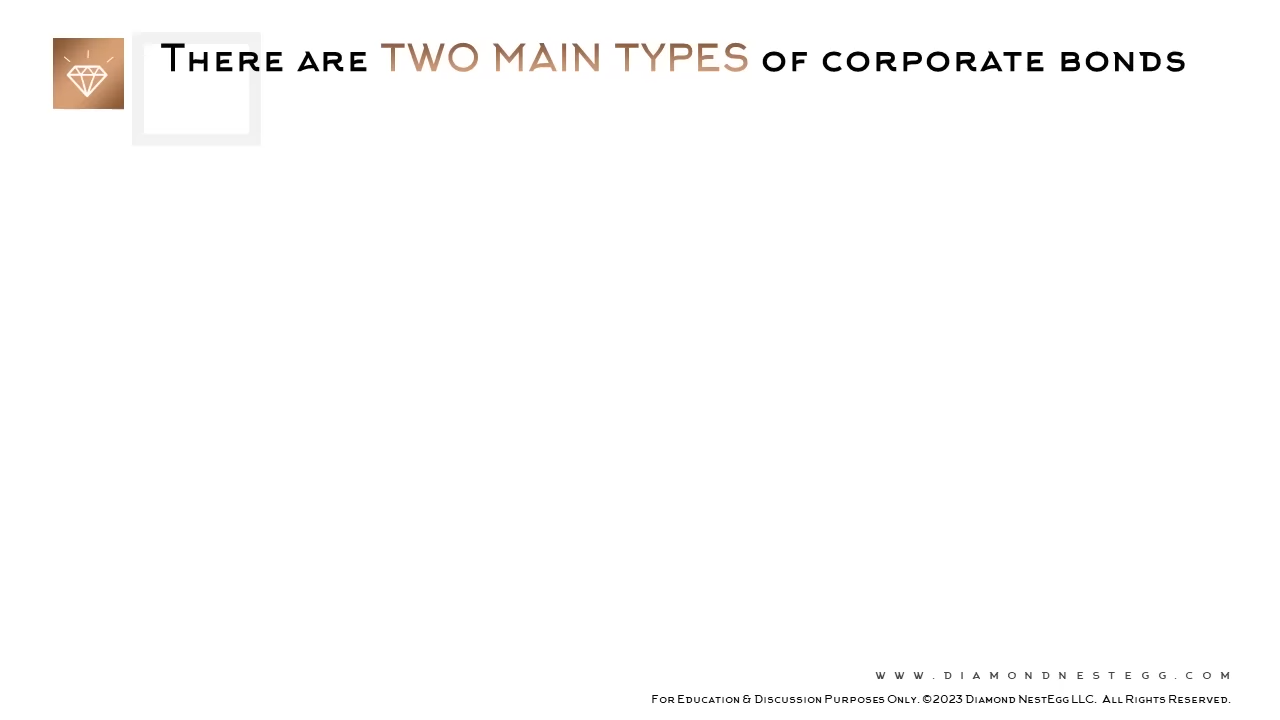 There are TWO MAIN TYPES of corporate bonds
WWW.DIAMONDNESTEGG.COM
For Education & Discussion Purposes Only. ©2023 Diamond NestEgg LLC. All Rights Reserved.